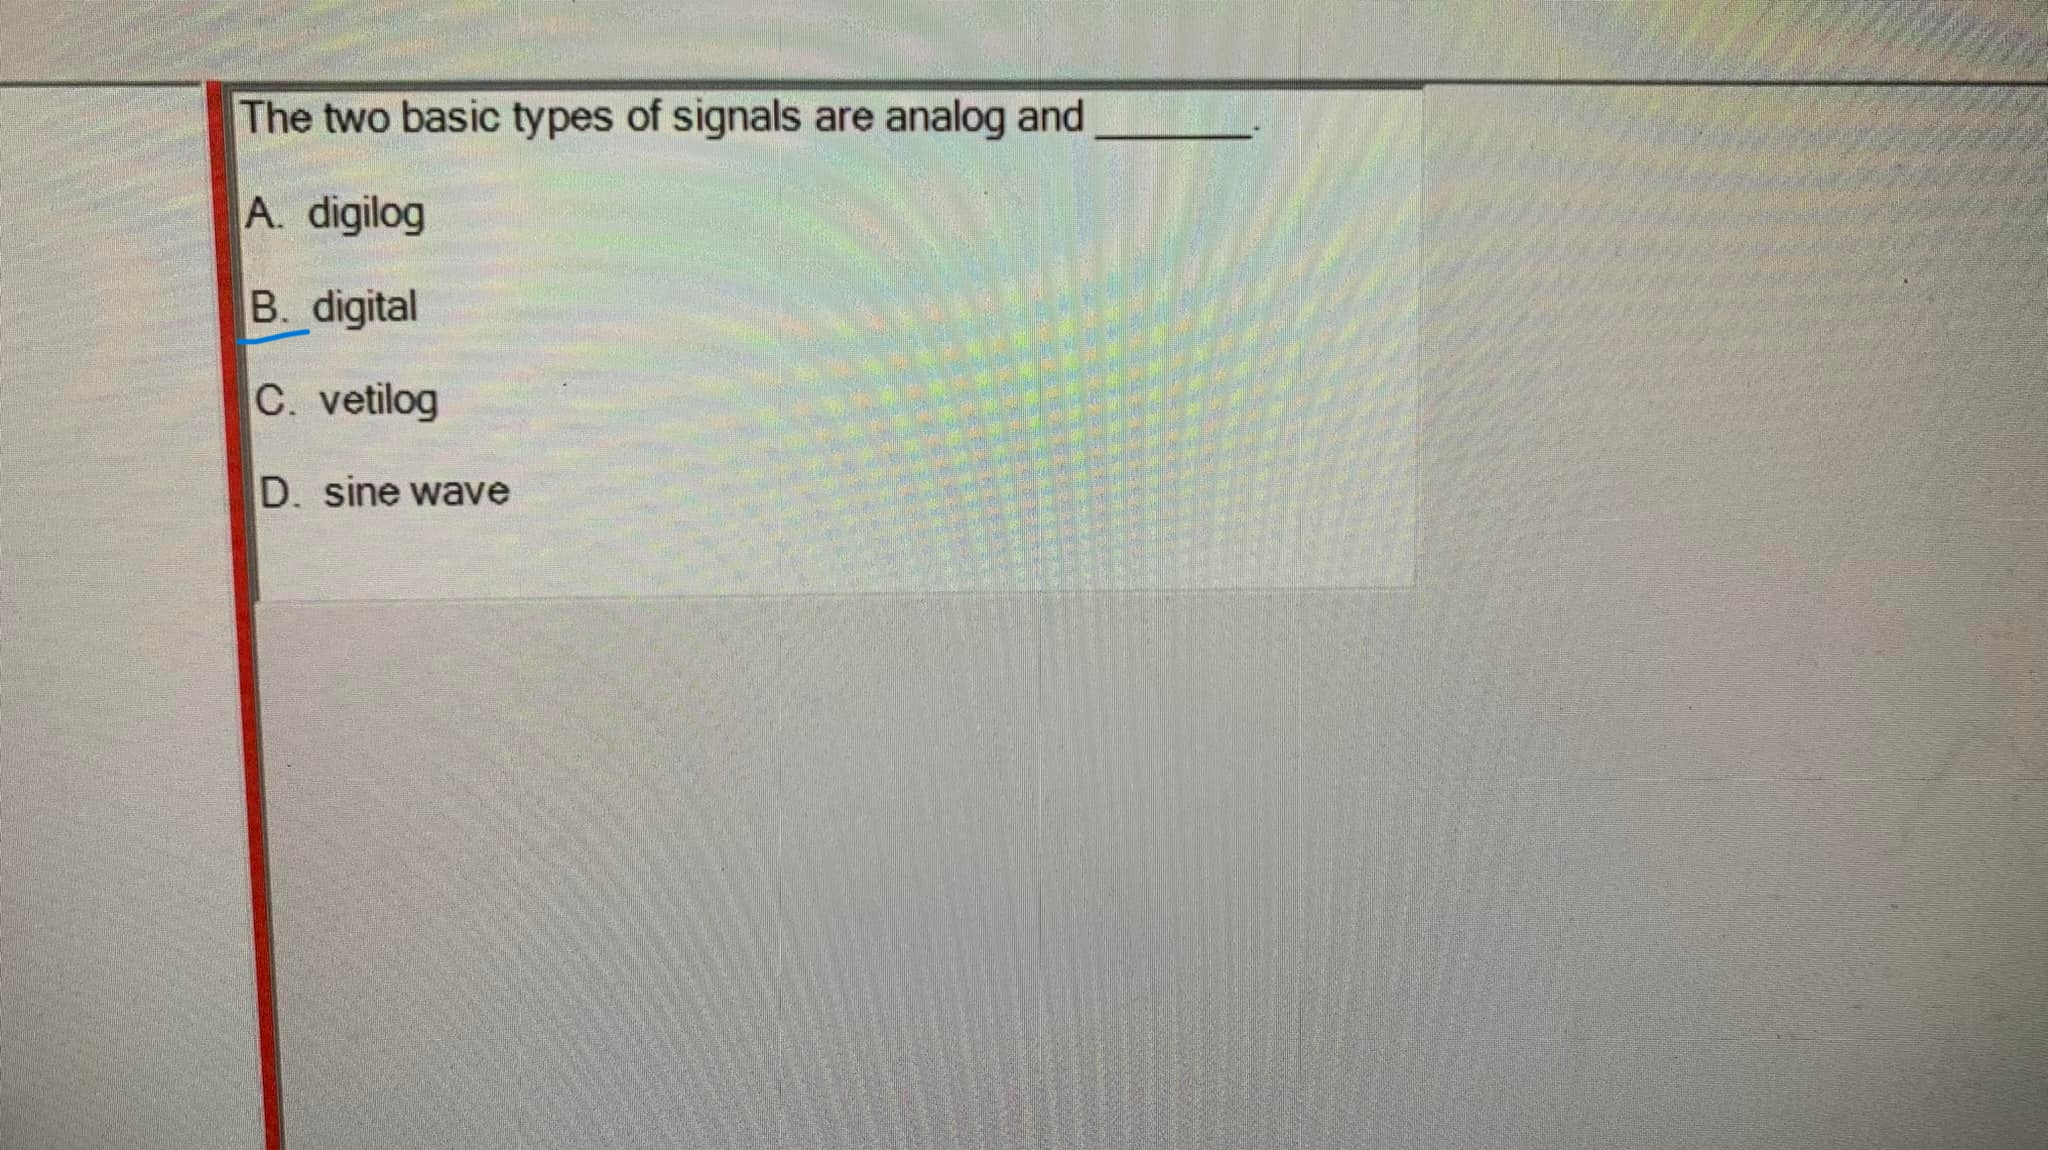 The two basic types of signals are analog and ________.
A. digilog
B. digital
C. vetilog
D. sine wave